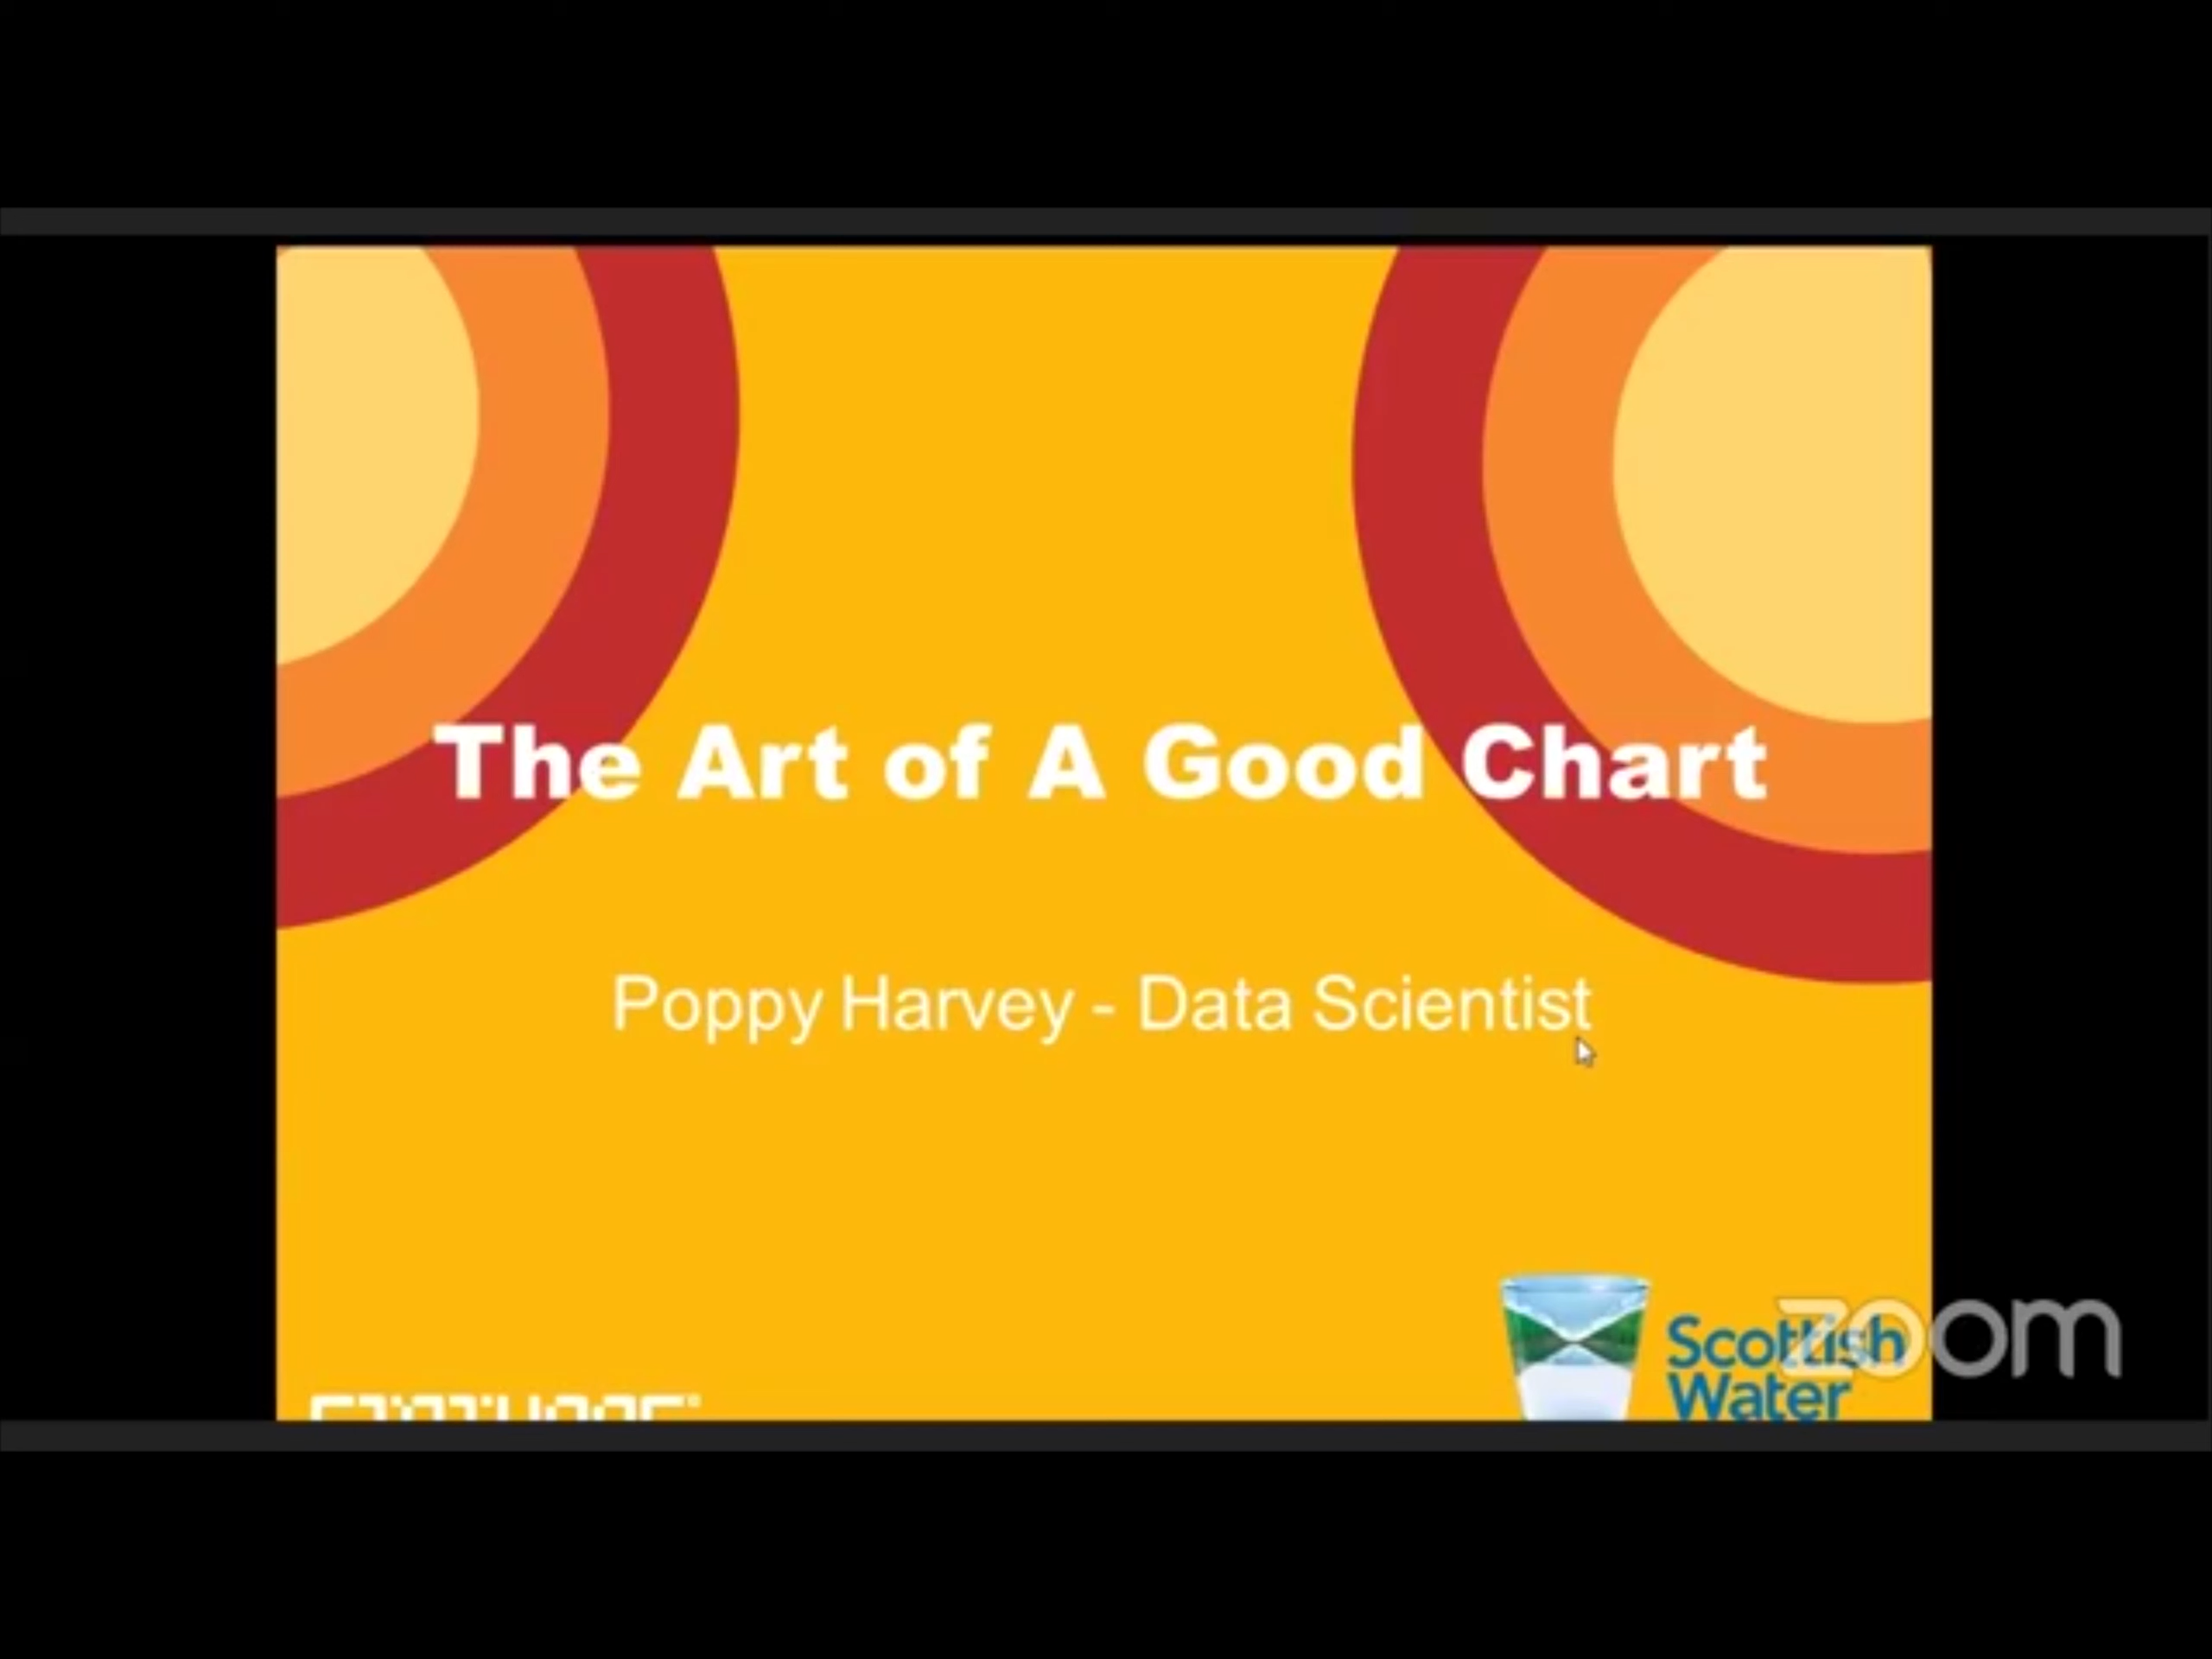 The Art of A Good Chart
Poppy Harvey - Data Scientist
Scottish
Water
zoom